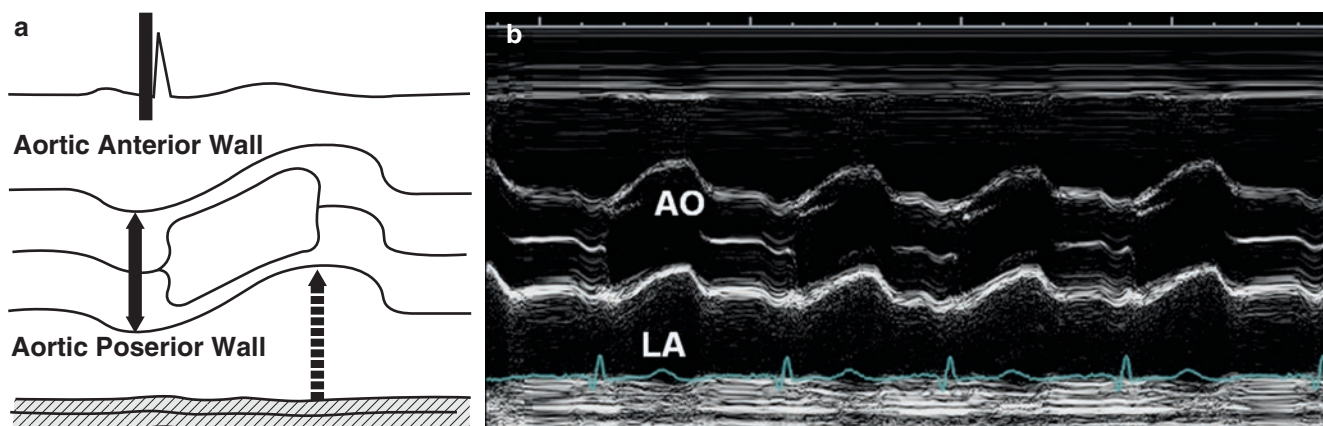 a
Aortic Anterior Wall
Aortic Poserior Wall
b
AO
LA